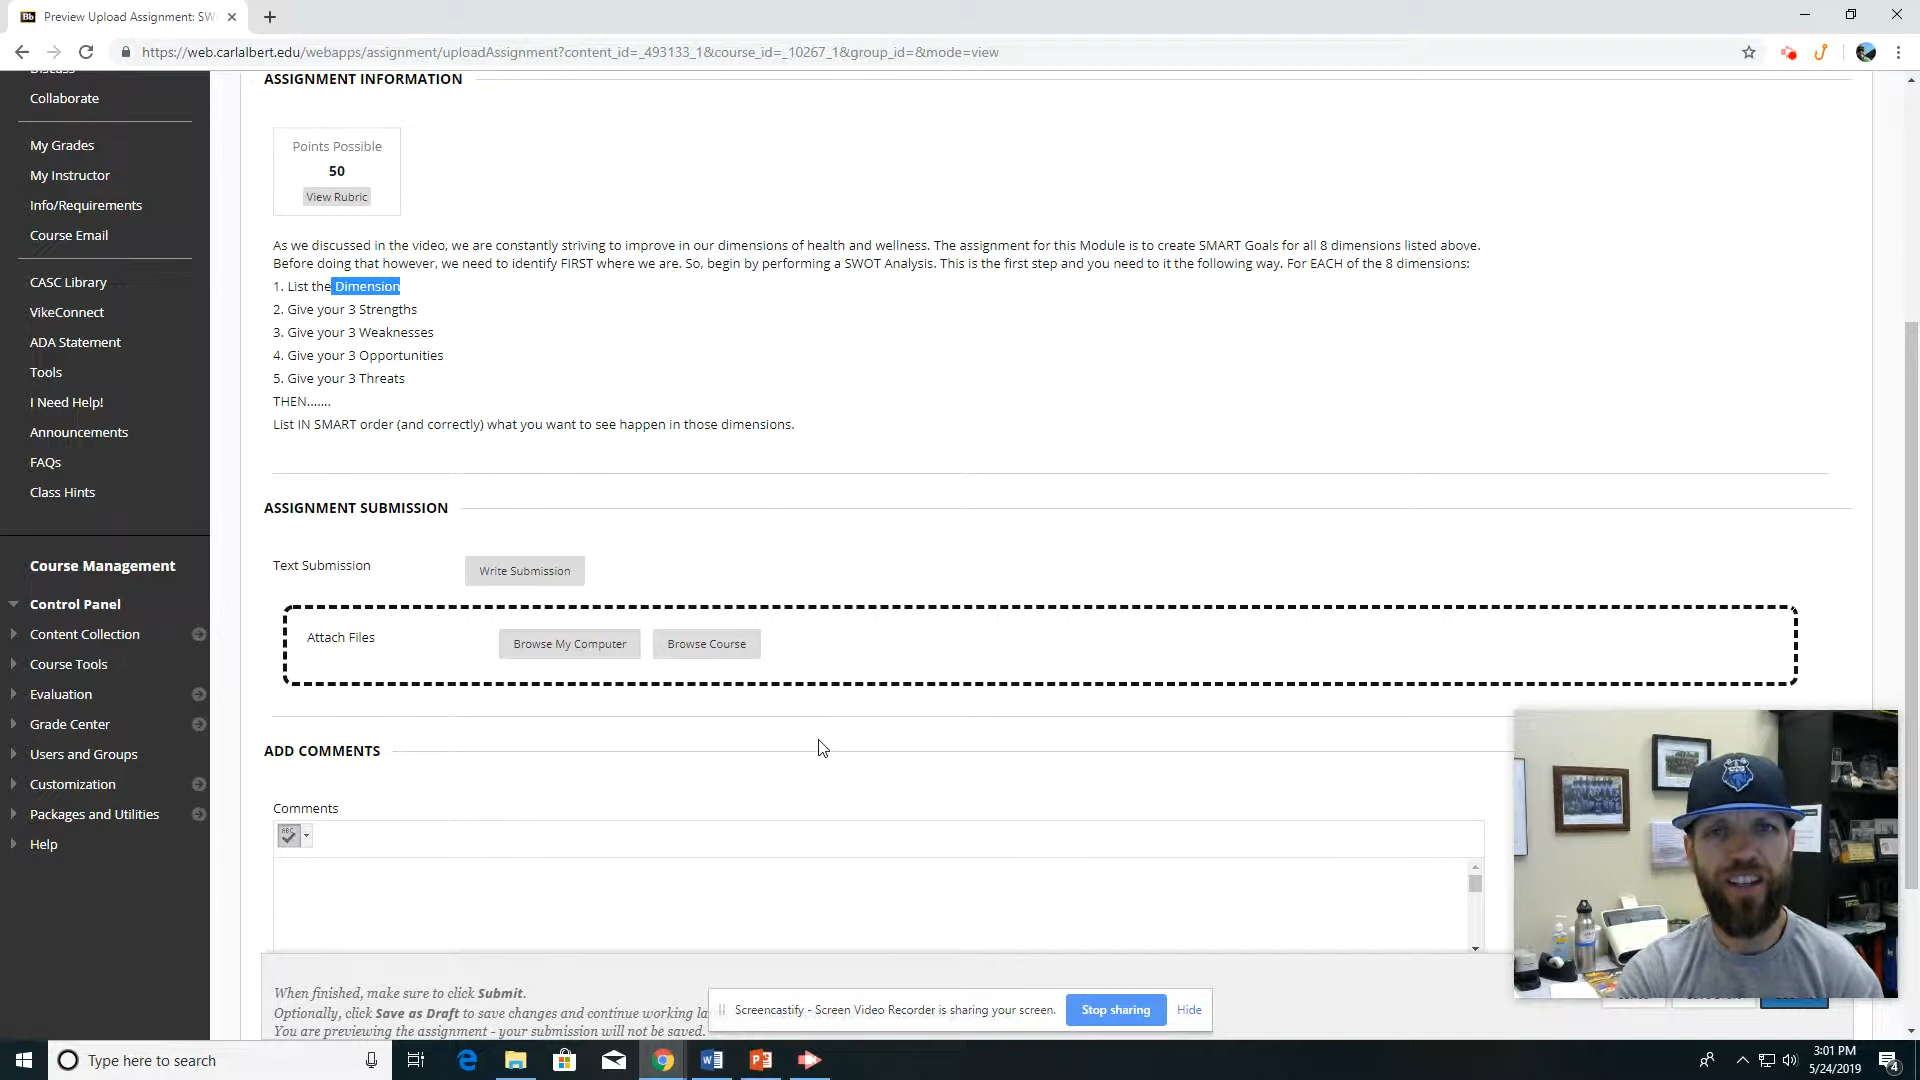 Preview Upload Assignment: SW
https://web.carlalbert.edu/webapps/assignment/uploadAssignment?content_id=_493133_1&course_id=_10267_1&group_id=&mode=view
Discuss
Collaborate
My Grades
My Instructor
Info/Requirements
Course Email
CASC Library
VikeConnect
ADA Statement
Tools
I Need Help!
Announcements
FAQs
Class Hints
Course Management
Control Panel
Content Collection
Course Tools
Evaluation
Grade Center
Users and Groups
Customization
Packages and Utilities
Help
ASSIGNMENT INFORMATION
Points Possible
50
View Rubric
As we discussed in the video, we are constantly striving to improve in our dimensions of health and wellness. The assignment for this Module is to create SMART Goals for all 8 dimensions listed above.
Before doing that however, we need to identify FIRST where we are. So, begin by performing a SWOT Analysis. This is the first step and you need to it the following way. For EACH of the 8 dimensions:
1. List the Dimension
2. Give your 3 Strengths
3. Give your 3 Weaknesses
4. Give your 3 Opportunities
5. Give your 3 Threats
THEN.......
List IN SMART order (and correctly) what you want to see happen in those dimensions.
ASSIGNMENT SUBMISSION
Text Submission
Write Submission
Attach Files
Browse My Computer
Browse Course
ADD COMMENTS
Comments
ABC
When finished, make sure to click Submit.
Optionally, click Save as Draft to save changes and continue working la
You are previewing the assignment - your submission will not be saved.
Screencastify - Screen Video Recorder is sharing your screen.
Stop sharing
Hide
Type here to search
3:01 PM
5/24/2019
4